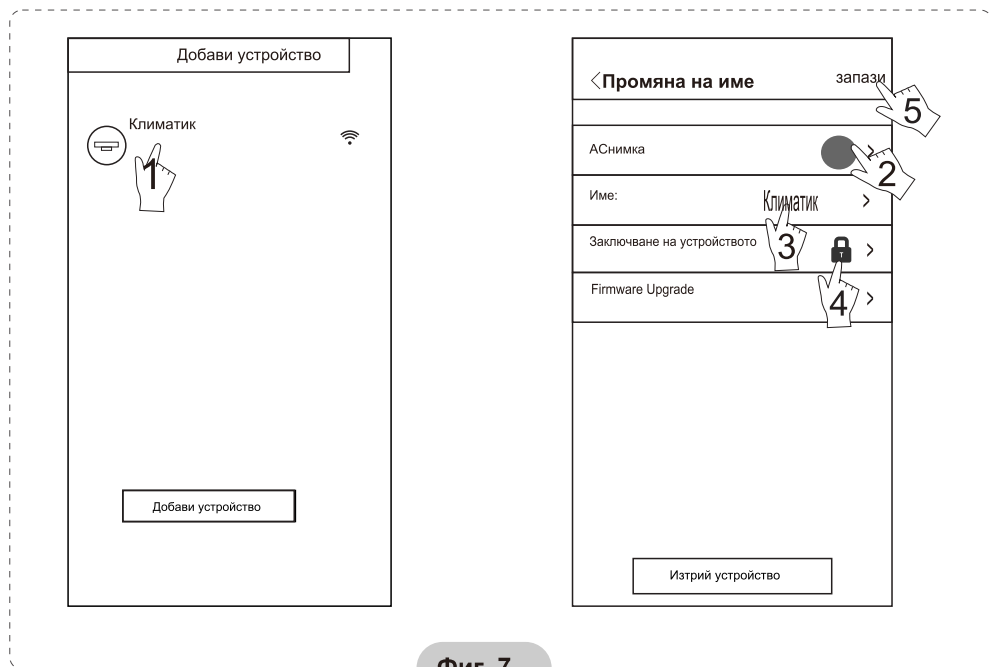 Добави устройство
Климатик
1
Добави устройство
Промяна на име
запази
5
АСнимка
2
Име:
Климатик
3
Заключване на устройството
4
Firmware Upgrade
Изтрий устройство
Фиг. 7